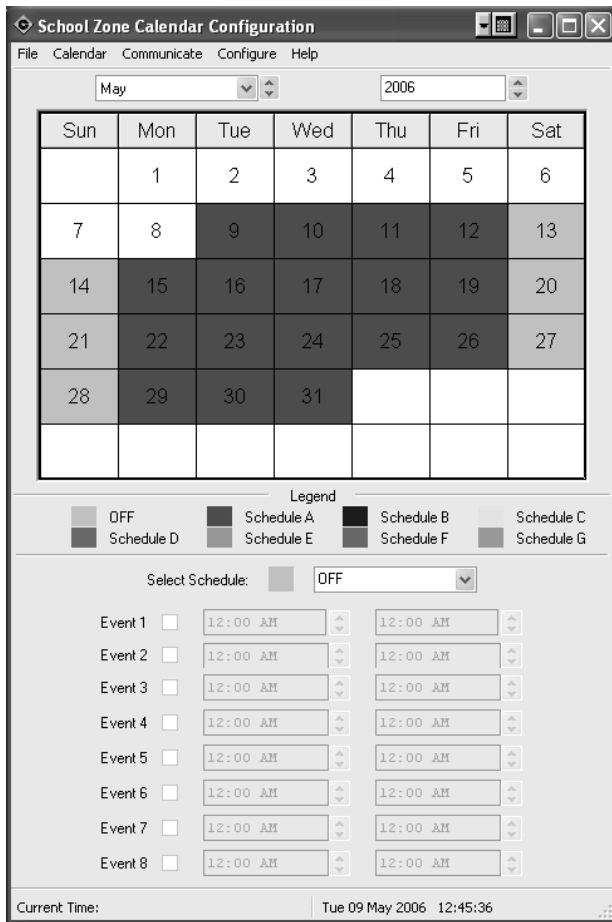 School Zone Calendar Configuration
File Calendar Communicate Configure Help
May 2006
Sun Mon Tue Wed Thu Fri Sat
1 2 3 4 5 6
7 8 9 10 11 12 13
14 15 16 17 18 19 20
21 22 23 24 25 26 27
28 29 30 31
Legend
OFF Schedule A Schedule B Schedule C
Schedule D Schedule E Schedule F Schedule G
Select Schedule: OFF
Event 1 12:00 AM 12:00 AM
Event 2 12:00 AM 12:00 AM
Event 3 12:00 AM 12:00 AM
Event 4 12:00 AM 12:00 AM
Event 5 12:00 AM 12:00 AM
Event 6 12:00 AM 12:00 AM
Event 7 12:00 AM 12:00 AM
Event 8 12:00 AM 12:00 AM
Current Time: Tue 09 May 2006 12:45:36